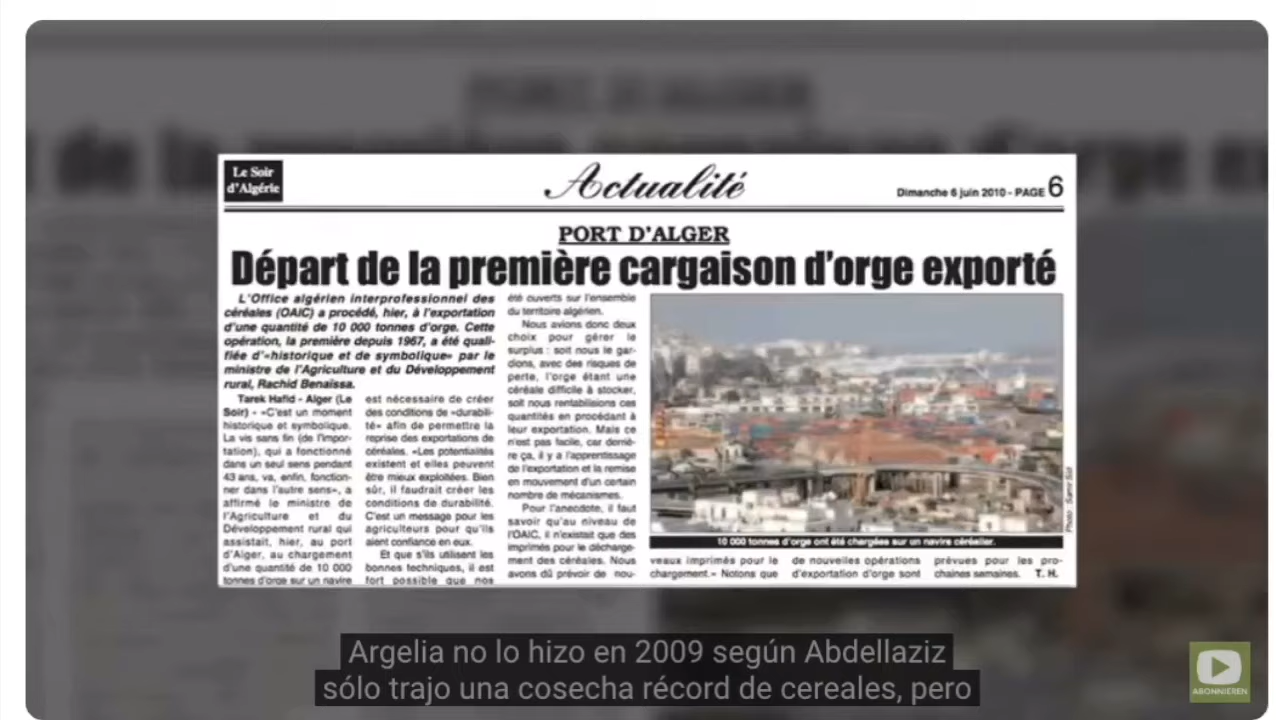 Le Soir
d'Algérie
Actualité
Dimanche 6 juin 2010 - PAGE 6
PORT D'ALGER
Départ de la première cargaison d'orge exporté
L'Office algérien interprofessionnel des
céréales (OAIC) a procédé, hier, à l'exportation
d'une quantité de 10 000 tonnes d'orge. Cette
opération, la première depuis 1967, a été quali-
fiée d'«historique et de symbolique» par le
ministre de l'Agriculture et du Développement
rural, Rachid Benaïssa.
Tarek Hafid - Alger (Le
Soir) - «C'est un moment
historique et symbolique.
La vis sans fin (de l'impor-
tation), qui a fonctionné
dans un seul sens pendant
43 ans, va, enfin, fonction-
ner dans l'autre sens», a
affirmé le ministre de
l'Agriculture et du
Développement rural qui
assistait, hier, au port
d'Alger, au chargement
d'une quantité de 10 000
tonnes d'orge sur un navire
est nécessaire de créer
des conditions de «durabili-
té» afin de permettre la
reprise des exportations de
céréales. «Les potentialités
existent et elles peuvent
être mieux exploitées. Bien
sûr, il faudrait créer les
conditions de durabilité.
C'est un message pour les
agriculteurs pour qu'ils
aient confiance en eux.
Et que s'ils utilisent les
bonnes techniques, il est
fort possible que nos
été ouverts sur l'ensemble
du territoire algérien.
Nous avions donc deux
choix pour gérer le
surplus : soit nous le gar-
dions, avec des risques de
perte, l'orge étant une
céréale difficile à stocker,
soit nous rentabilisions ces
quantités en procédant à
leur exportation. Mais ce
n'est pas facile, car derriè-
re ça, il y a l'apprentissage
de l'exportation et la remise
en mouvement d'un certain
nombre de mécanismes.
Pour l'anecdote, il faut
savoir qu'au niveau de
l'OAIC, il n'existait que des
imprimés pour le décharge-
ment des céréales. Nous
avons dû prévoir de nou-
Photo : Samir Sid
10 000 tonnes d'orge ont été chargées sur un navire céréalier.
veaux imprimés pour le
chargement.» Notons que
de nouvelles opérations
d'exportation d'orge sont
prévues pour les pro-
chaines semaines. T. H.
Argelia no lo hizo en 2009 según Abdellaziz
sólo trajo una cosecha récord de cereales, pero
ABONNIEREN